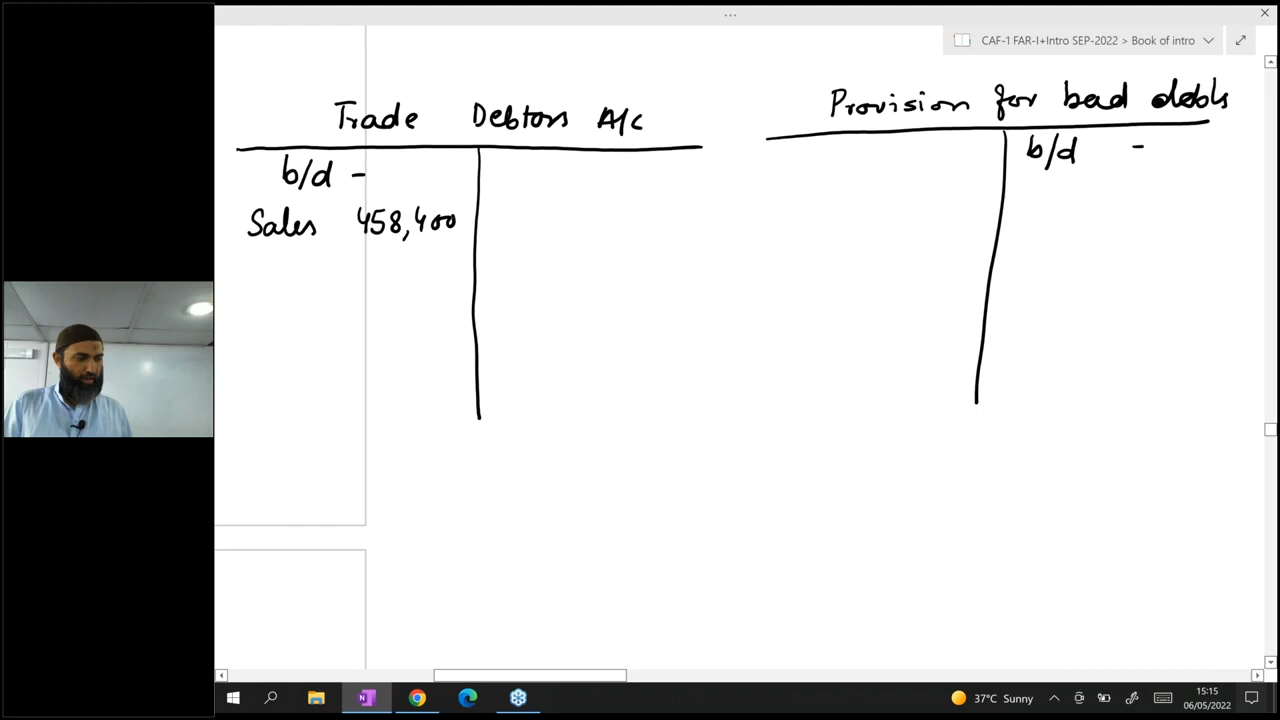 CAF-1 FAR-I+Intro SEP-2022 > Book of intro
Trade Debtors A/c
b/d -
Sales 458,400
Provision for bad debts
b/d -
37°C Sunny
15:15
06/05/2022